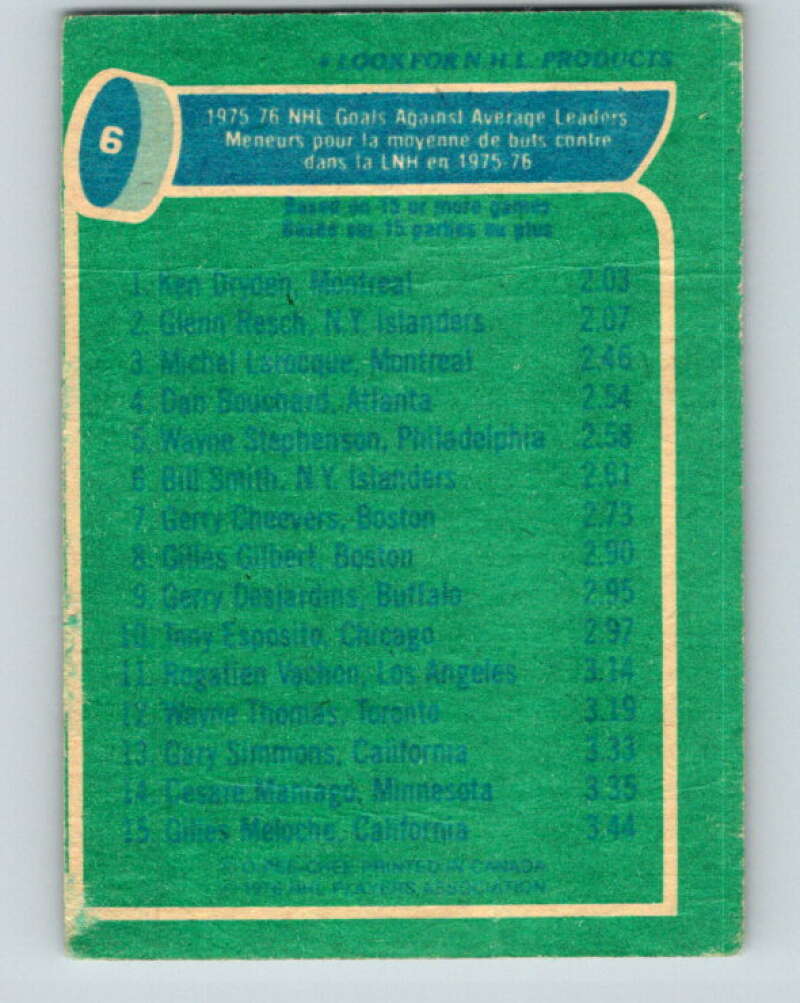 ★ LOOK FOR N.H.L. PRODUCTS
6
1975-76 NHL Goals Against Average Leaders
Meneurs pour la moyenne de buts contre
dans la LNH en 1975-76
Based on 15 or more games
Basée sur 15 parties ou plus
1. Ken Dryden, Montreal 2.03
2. Glenn Resch, N.Y. Islanders 2.07
3. Michel Larocque, Montreal 2.46
4. Dan Bouchard, Atlanta 2.54
5. Wayne Stephenson, Philadelphia 2.58
6. Bill Smith, N.Y. Islanders 2.61
7. Gerry Cheevers, Boston 2.73
8. Gilles Gilbert, Boston 2.90
9. Gerry Desjardins, Buffalo 2.95
10. Tony Esposito, Chicago 2.97
11. Rogatien Vachon, Los Angeles 3.14
12. Wayne Thomas, Toronto 3.19
13. Gary Simmons, California 3.33
14. Cesare Maniago, Minnesota 3.35
15. Gilles Meloche, California 3.44
© O-PEE-CHEE PRINTED IN CANADA
© 1976 NHL PLAYERS ASSOCIATION